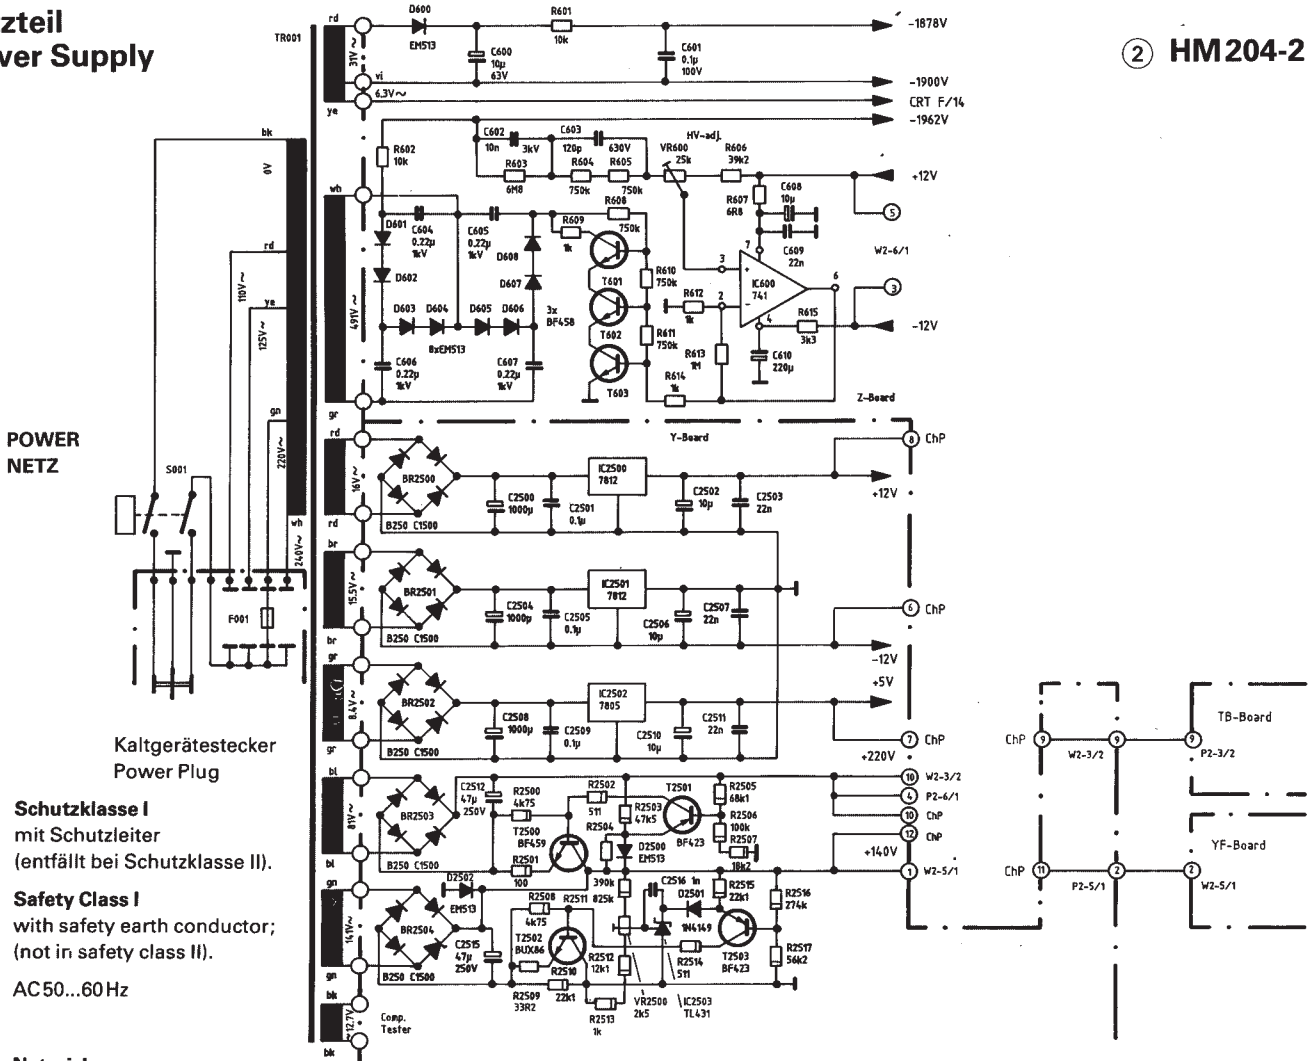 zteil
ver Supply
② HM204-2
TR001
rd
31V~
vi
6.3V~
ye
D600
EM513
C600
10µ
63V
R601
10k
C601
0.1µ
100V
-1878V
-1900V
CRT F/14
-1962V
bk
0V
rd
110V~
ye
125V~
gn
220V~
wh
240V~
R602
10k
C602
10n
3kV
C603
120p
630V
R603
6M8
R604
750k
R605
750k
HV-adj.
VR600
25k
R606
39k2
+12V
R607
6R8
C608
10µ
C609
22n
5
W2-6/1
3
-12V
wh
491V~
gr
D601
D602
C604
0.22µ
1kV
C605
0.22µ
1kV
D608
D607
D603
D604
D605
D606
8xEM513
C606
0.22µ
1kV
C607
0.22µ
1kV
R609
1k
R608
750k
T601
T602
T603
3x
BF458
R610
750k
R611
750k
R612
1k
R613
1M
R614
1k
3
2
7
6
4
+
-
IC600
741
R615
3k3
C610
220µ
Z-Board
Y-Board
POWER
NETZ
S001
F001
rd
16V~
rd
BR2500
B250 C1500
C2500
1000µ
C2501
0.1µ
IC2500
7812
C2502
10µ
C2503
22n
8 ChP
+12V
br
15.5V~
br
BR2501
B250 C1500
C2504
1000µ
C2505
0.1µ
IC2501
7812
C2506
10µ
C2507
22n
6 ChP
-12V
gr
8.4V~
gr
BR2502
B250 C1500
C2508
1000µ
C2509
0.1µ
IC2502
7805
C2510
10µ
C2511
22n
+5V
7 ChP
+220V
10 W2-3/2
4 P2-6/1
10 ChP
12 ChP
+140V
1 W2-5/1
bl
81V~
bl
BR2503
B250 C1500
C2512
47µ
250V
R2500
4k75
T2500
BF459
R2501
100
R2502
511
R2503
47k5
R2504
390k
T2501
BF423
D2500
EM513
R2505
68k1
R2506
100k
R2507
18k2
gn
141V~
gn
BR2504
B250 C1500
D2502
EM513
C2515
47µ
250V
R2508
4k75
T2502
BUX86
R2509
33R2
R2510
22k1
R2511
825k
R2512
12k1
R2513
1k
C2516 1n
D2501
1N4149
R2514
511
R2515
22k1
T2503
BF423
R2516
274k
R2517
56k2
VR2500
2k5
IC2503
TL431
bk
~12.7V~
bk
Comp.
Tester
ChP 9
W2-3/2
9
9
P2-3/2
TB-Board
ChP 11
P2-5/1
2
2
W2-5/1
YF-Board
Kaltgerätestecker
Power Plug
Schutzklasse I
mit Schutzleiter
(entfällt bei Schutzklasse II).
Safety Class I
with safety earth conductor;
(not in safety class II).
AC 50...60 Hz